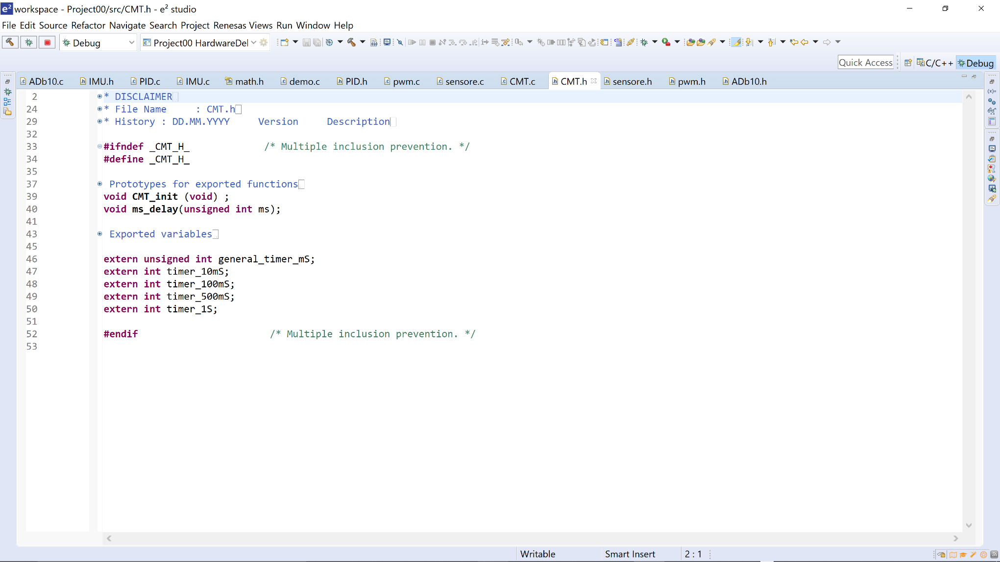 workspace - Project00/src/CMT.h - e² studio
File Edit Source Refactor Navigate Search Project Renesas Views Run Window Help
Debug Project00 HardwareDel
Quick Access C/C++ Debug
ADb10.c IMU.h PID.c IMU.c math.h demo.c PID.h pwm.c sensore.c CMT.c CMT.h sensore.h pwm.h ADb10.h
2 * DISCLAIMER
24 * File Name : CMT.h
29 * History : DD.MM.YYYY Version Description
32
33 #ifndef _CMT_H_ /* Multiple inclusion prevention. */
34 #define _CMT_H_
35
37 Prototypes for exported functions
39 void CMT_init (void) ;
40 void ms_delay(unsigned int ms);
41
43 Exported variables
45
46 extern unsigned int general_timer_mS;
47 extern int timer_10mS;
48 extern int timer_100mS;
49 extern int timer_500mS;
50 extern int timer_1S;
51
52 #endif /* Multiple inclusion prevention. */
53
Writable Smart Insert 2 : 1